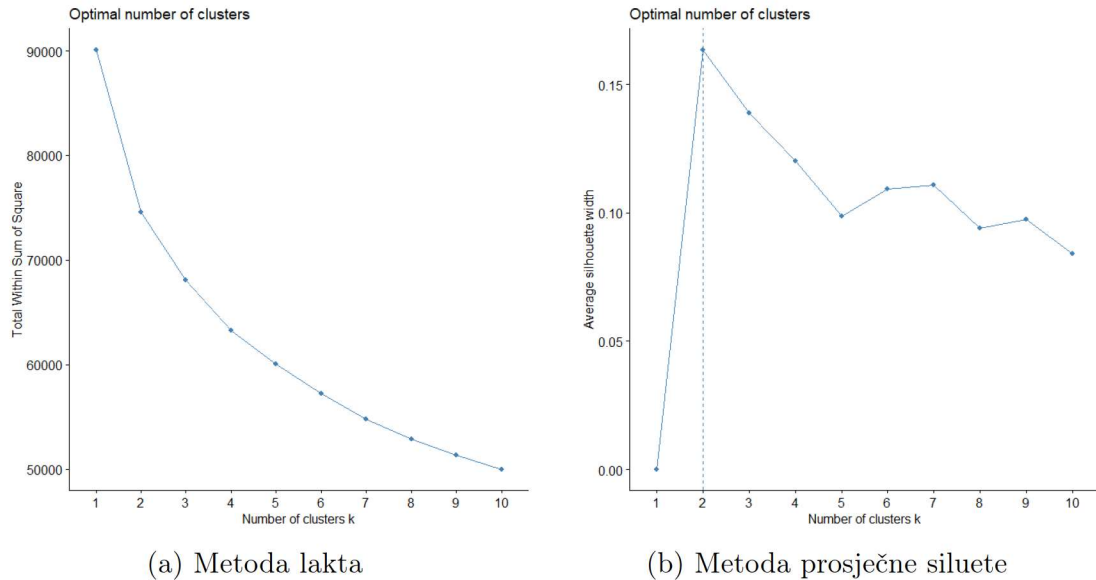 Optimal number of clusters
90000
80000
70000
60000
50000
Total Within Sum of Square
1 2 3 4 5 6 7 8 9 10
Number of clusters k
(a) Metoda lakta
Optimal number of clusters
0.15
0.10
0.05
0.00
Average silhouette width
1 2 3 4 5 6 7 8 9 10
Number of clusters k
(b) Metoda prosječne siluete